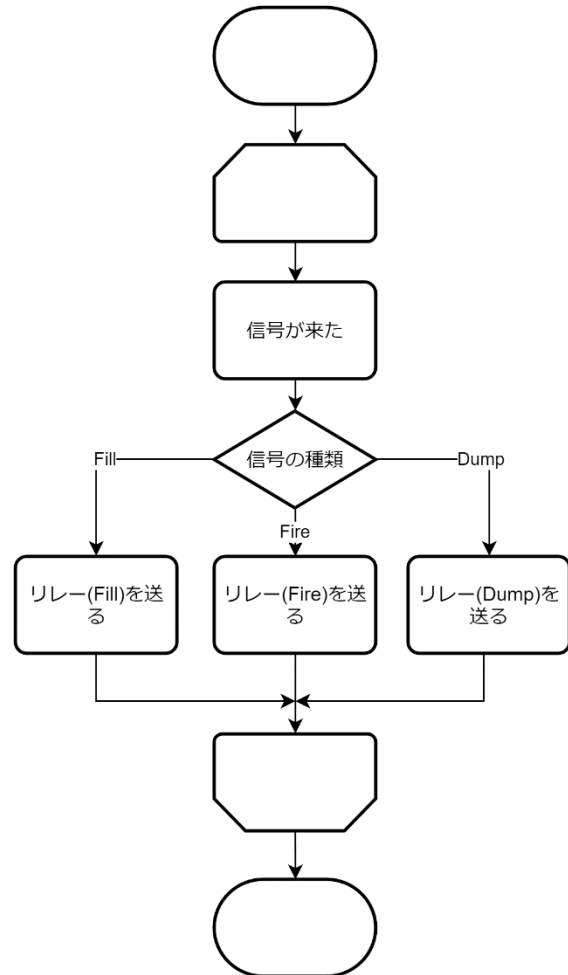 信号が来た
信号の種類
Fill
Dump
Fire
リレー(Fill)を送
る
リレー(Fire)を送
る
リレー(Dump)を
送る